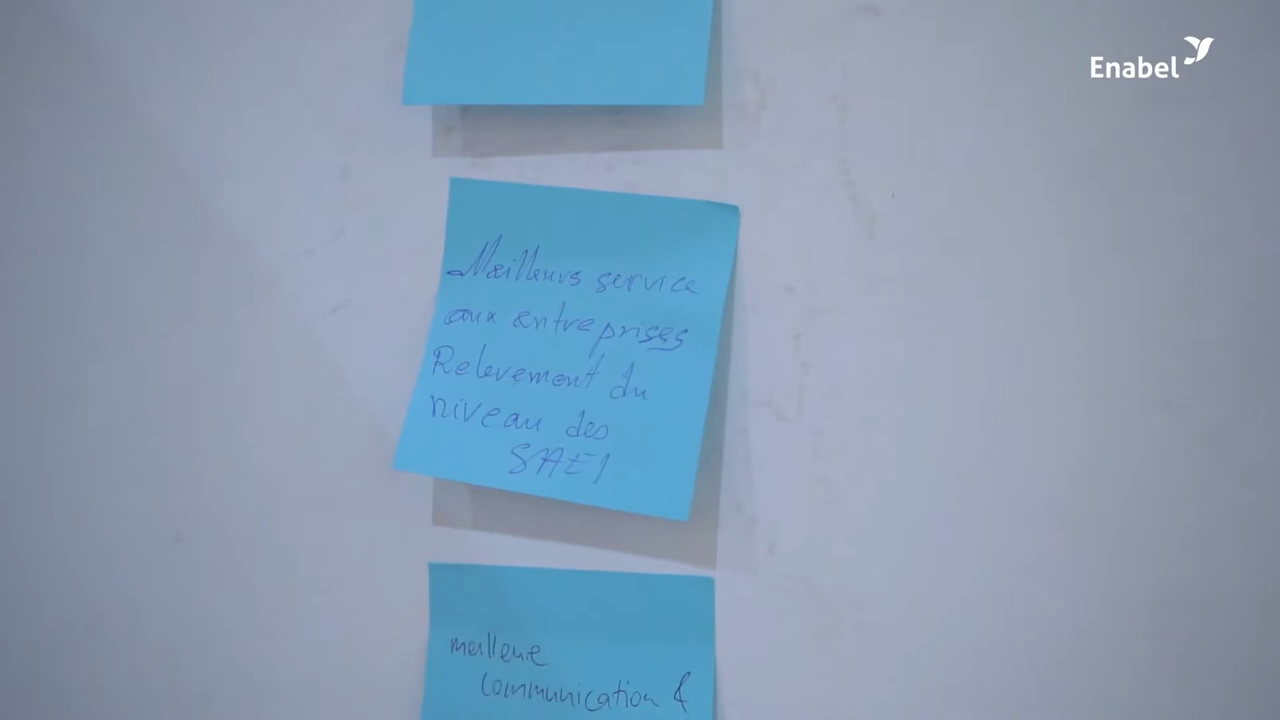 Enabel
Meilleurs service
aux entreprises
Relevement du
niveau des
SAE1
meilleure
communication &